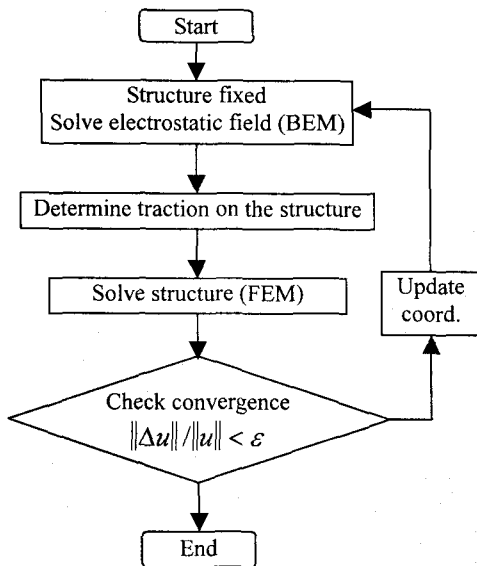 Start
Structure fixed
Solve electrostatic field (BEM)
Determine traction on the structure
Solve structure (FEM)
Update
coord.
Check convergence
‖Δu‖/‖u‖ < ε
End